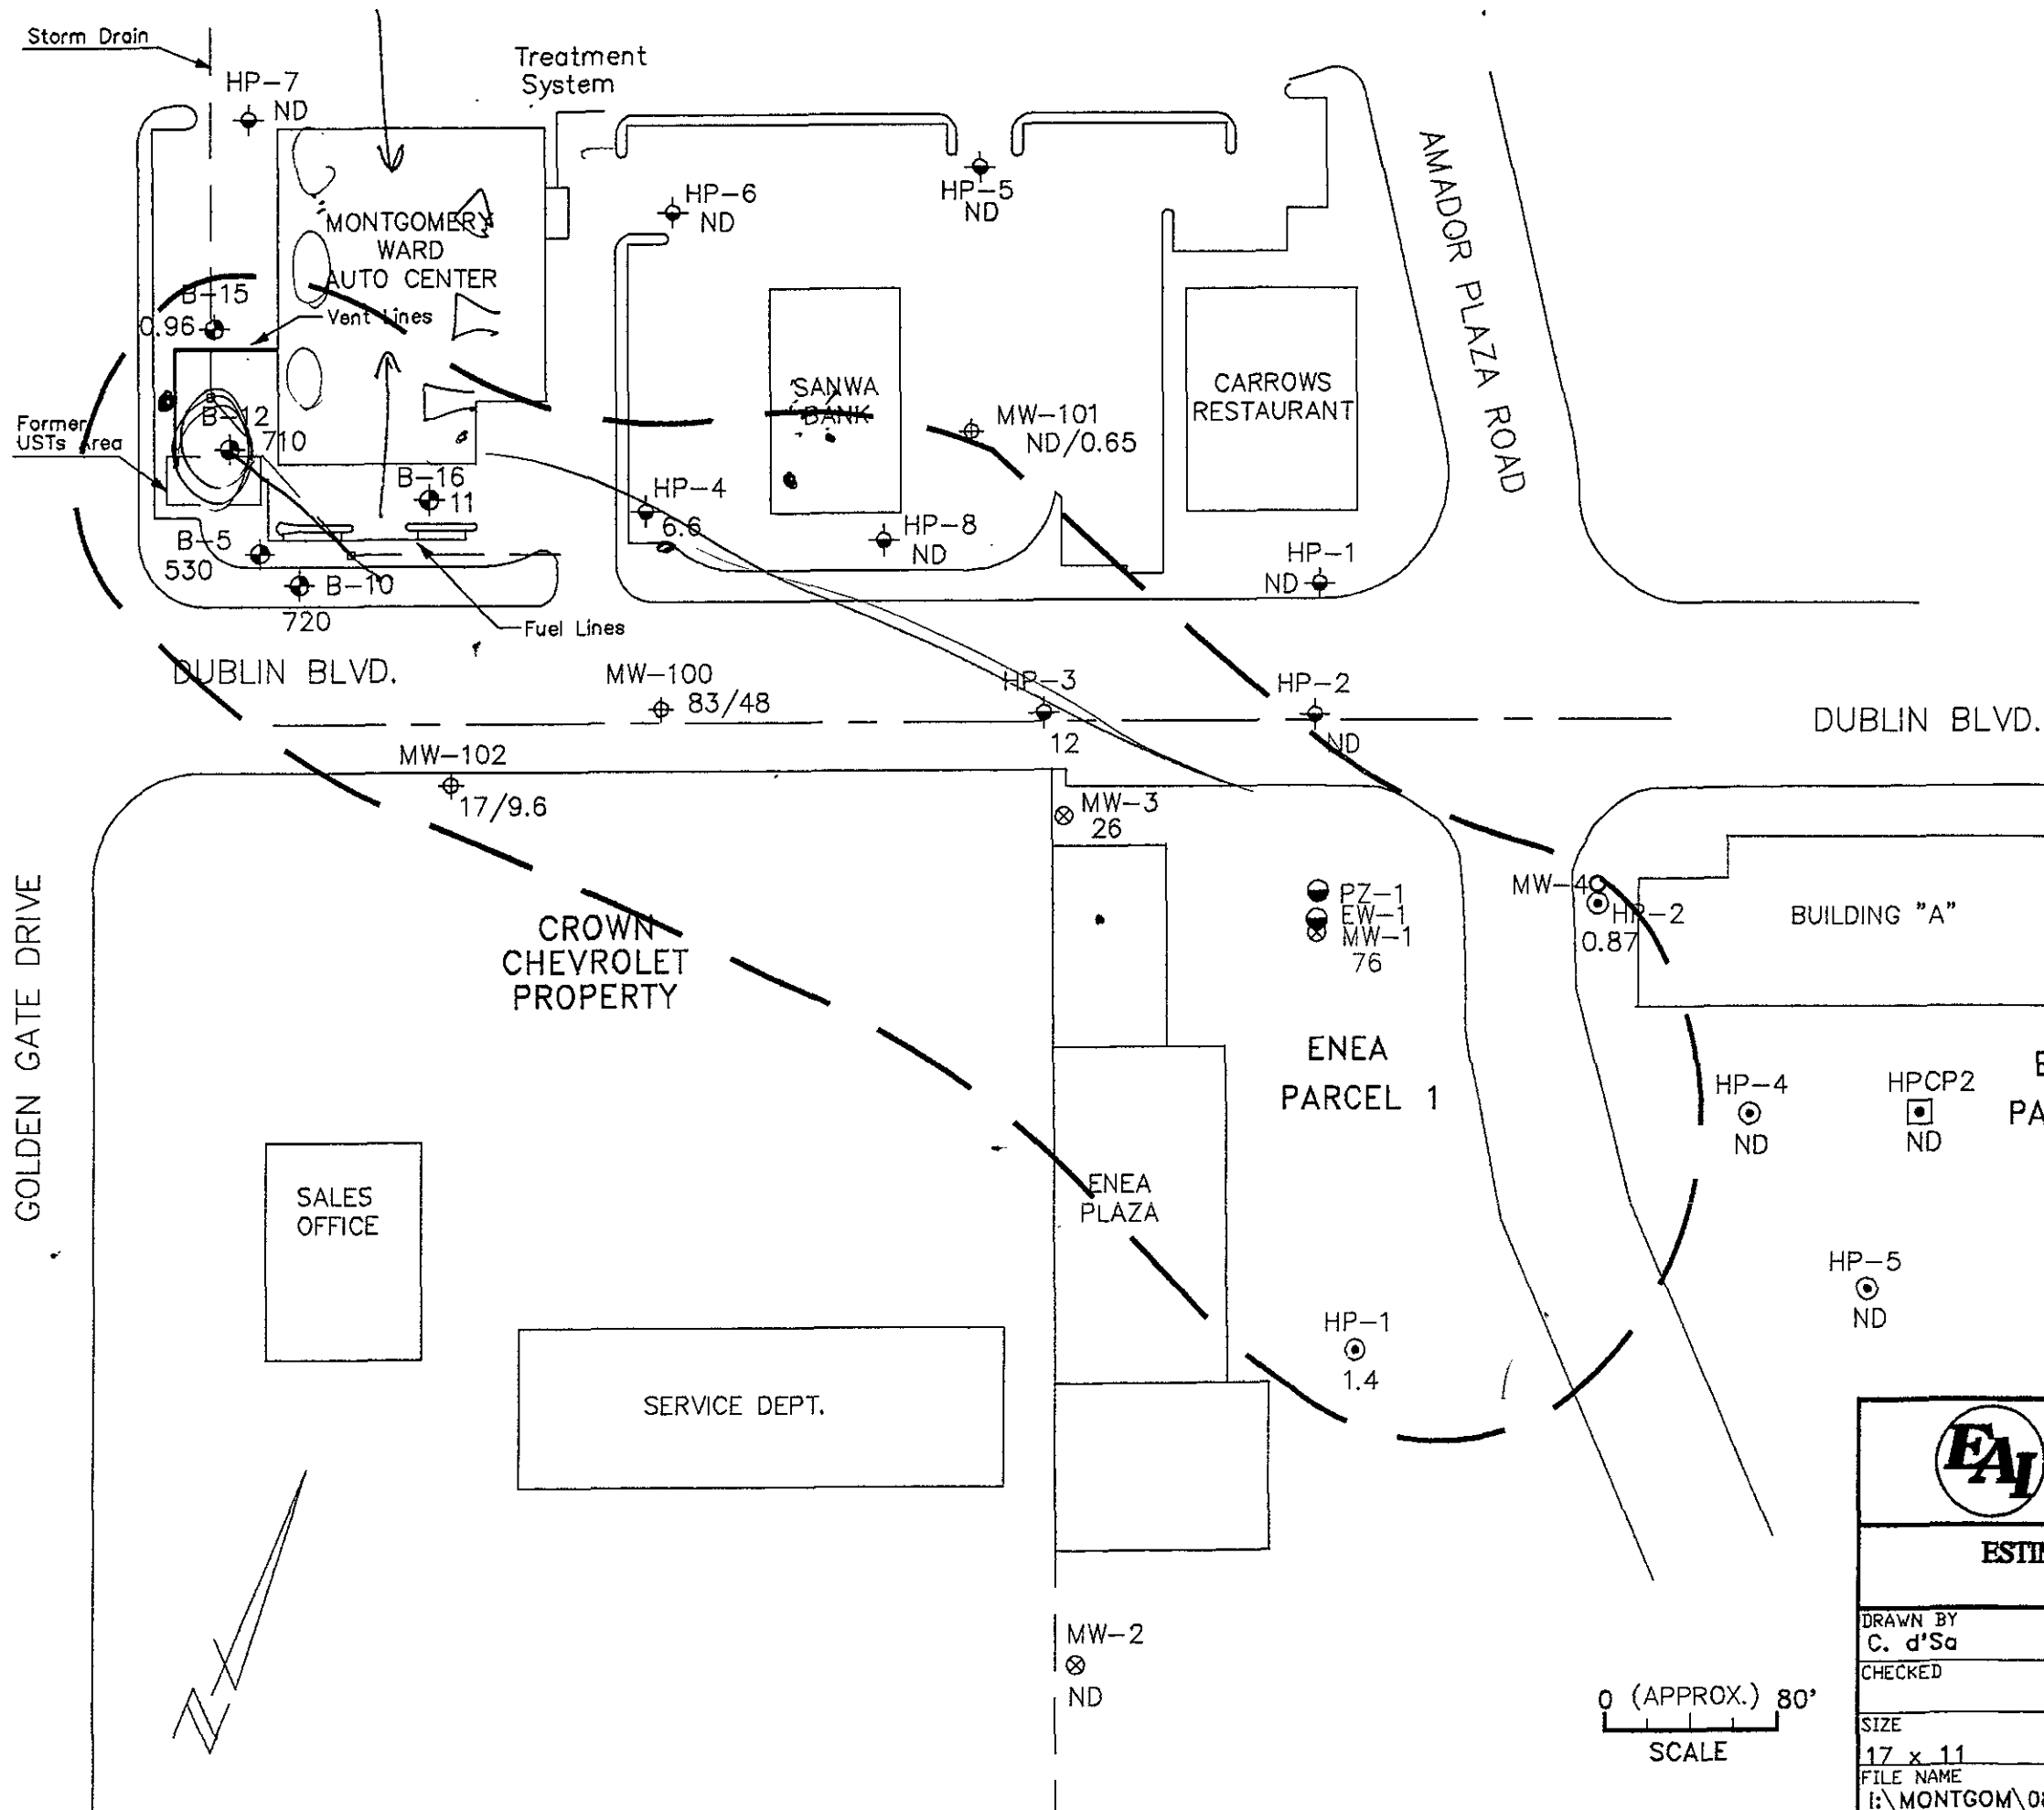 Storm Drain
HP-7
ND
Treatment
System
HP-6
ND
HP-5
ND
AMADOR PLAZA ROAD
MONTGOMERY
WARD
AUTO CENTER
B-15
0.96
Vent Lines
SANWA
BANK
CARROWS
RESTAURANT
MW-101
ND/0.65
Former
USTs Area
B-12
710
B-16
11
HP-4
6.6
HP-8
ND
HP-1
ND
B-5
530
B-10
720
Fuel Lines
DUBLIN BLVD.
MW-100
83/48
HP-3
12
HP-2
ND
DUBLIN BLVD.
MW-102
17/9.6
MW-3
26
GOLDEN GATE DRIVE
CROWN
CHEVROLET
PROPERTY
PZ-1
EW-1
MW-1
76
MW-4
HP-2
0.87
BUILDING "A"
ENEA
PARCEL 1
HP-4
ND
HPCP2
ND
E
PA
SALES
OFFICE
ENEA
PLAZA
HP-5
ND
HP-1
1.4
SERVICE DEPT.
EAI
ESTI
N
MW-2
ND
0 (APPROX.) 80'
SCALE
DRAWN BY
C. d'Sa
CHECKED
SIZE
17 x 11
FILE NAME
I:\MONTGOM\0